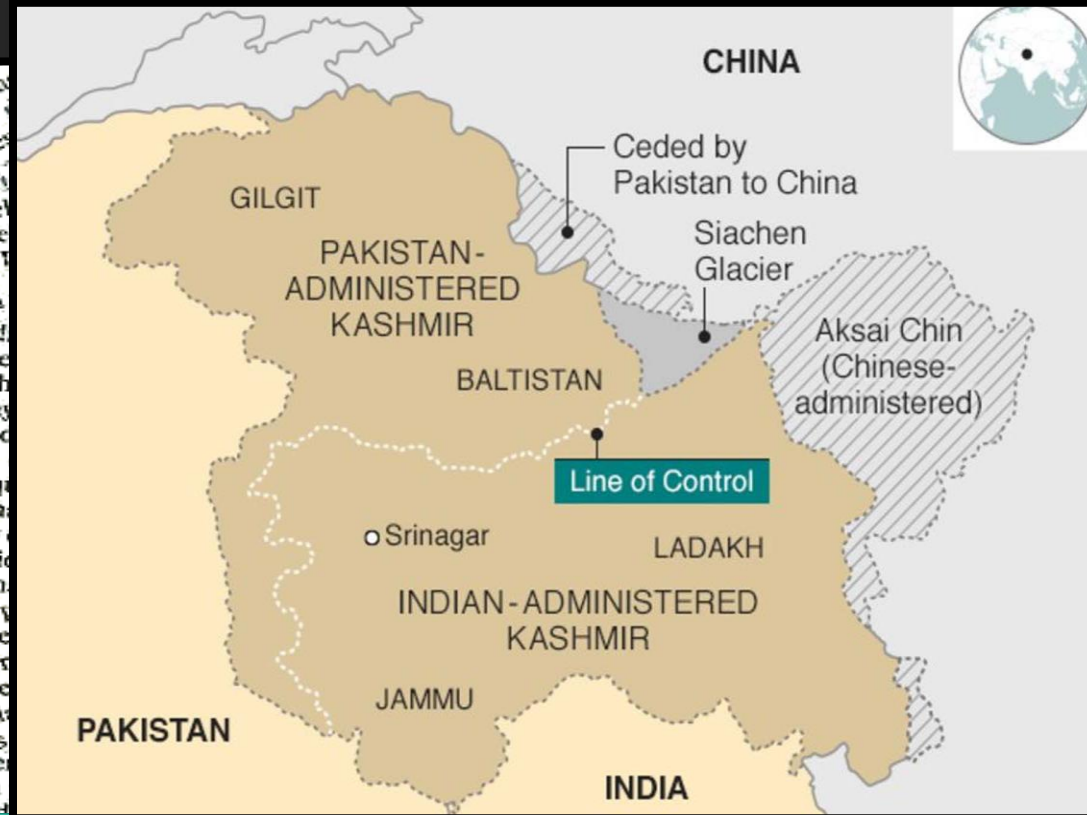 CHINA
Ceded by
Pakistan to China
Siachen
Glacier
GILGIT
PAKISTAN-
ADMINISTERED
KASHMIR
Aksai Chin
(Chinese-
administered)
BALTISTAN
Line of Control
Srinagar
LADAKH
INDIAN-ADMINISTERED
KASHMIR
JAMMU
PAKISTAN
INDIA